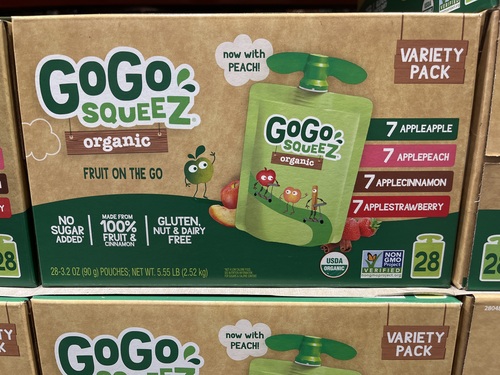 now with
PEACH!
VARIETY
PACK
GOGO
SQUEEZ
organic
FRUIT ON THE GO
GOGO
SQUEEZ
organic
7 APPLEAPPLE
7 APPLEPEACH
7 APPLECINNAMON
7 APPLESTRAWBERRY
NO
SUGAR
ADDED
MADE FROM
100%
FRUIT &
CINNAMON
GLUTEN,
NUT & DAIRY
FREE
28-3.2 OZ (90 g) POUCHES; NET WT. 5.55 LB (2.52 kg)
USDA
ORGANIC
NON
GMO
Project
VERIFIED
nongmoproject.org
28
28
now with
PEACH!
VARIETY
PACK
GOGO